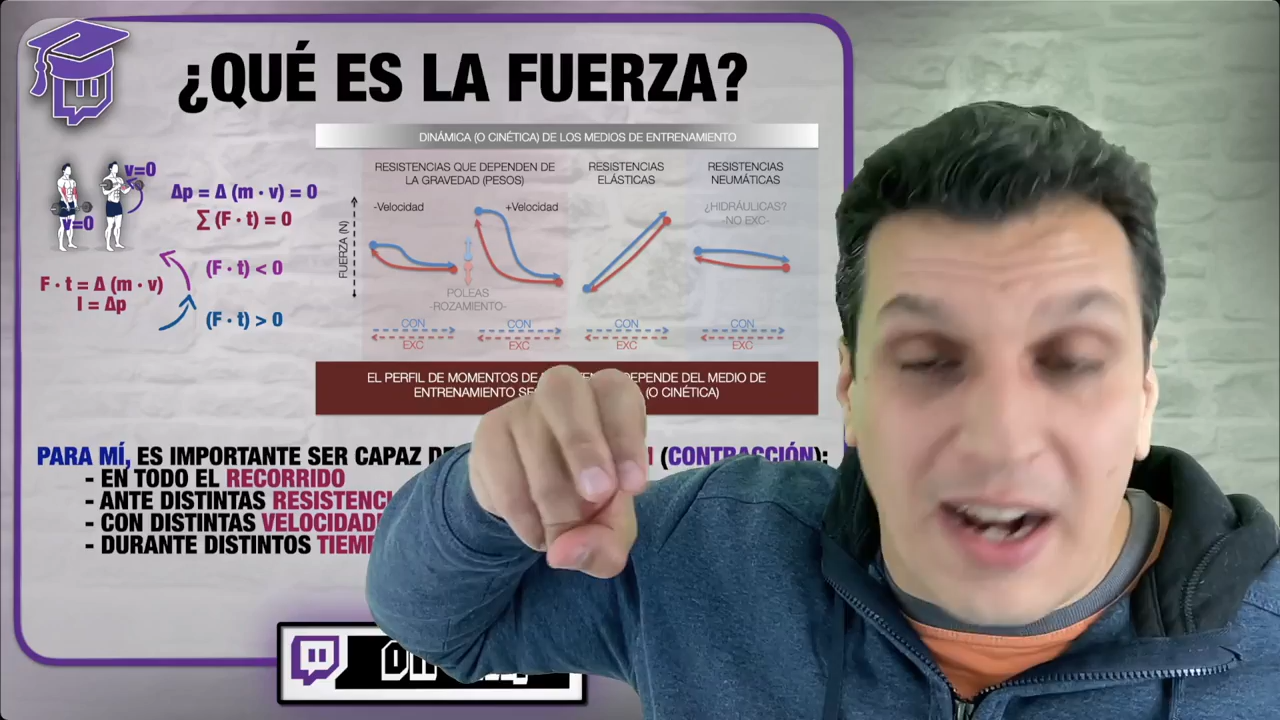 ¿QUÉ ES LA FUERZA?
DINÁMICA (O CINÉTICA) DE LOS MEDIOS DE ENTRENAMIENTO
RESISTENCIAS QUE DEPENDEN DE
LA GRAVEDAD (PESOS)
RESISTENCIAS
ELÁSTICAS
RESISTENCIAS
NEUMÁTICAS
¿HIDRÁULICAS?
-NO EXC-
-Velocidad
+Velocidad
FUERZA (N)
POLEAS
-ROZAMIENTO-
CON
EXC
CON
EXC
CON
EXC
CON
EXC
v=0
v=0
Δp = Δ (m · v) = 0
∑ (F · t) = 0
(F · t) < 0
F · t = Δ (m · v)
I = Δp
(F · t) > 0
EL PERFIL DE MOMENTOS DE DEPENDE DEL MEDIO DE
ENTRENAMIENTO (O CINÉTICA)
PARA MÍ, ES IMPORTANTE SER CAPAZ DE (CONTRACCIÓN):
- EN TODO EL RECORRIDO
- ANTE DISTINTAS
- CON DISTINTAS
- DURANTE DISTINTOS